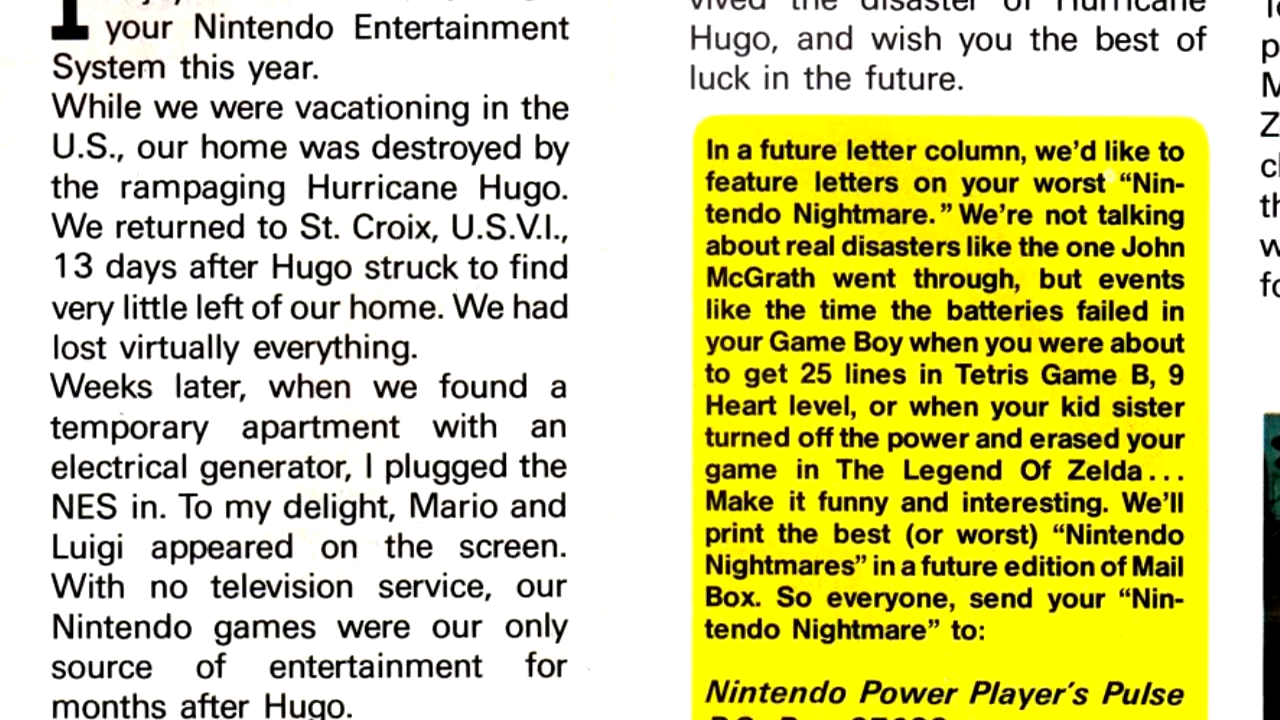 your Nintendo Entertainment
System this year.
While we were vacationing in the
U.S., our home was destroyed by
the rampaging Hurricane Hugo.
We returned to St. Croix, U.S.V.I.,
13 days after Hugo struck to find
very little left of our home. We had
lost virtually everything.
Weeks later, when we found a
temporary apartment with an
electrical generator, I plugged the
NES in. To my delight, Mario and
Luigi appeared on the screen.
With no television service, our
Nintendo games were our only
source of entertainment for
months after Hugo.
vived the disaster of Hurricane
Hugo, and wish you the best of
luck in the future.
In a future letter column, we'd like to
feature letters on your worst “Nin-
tendo Nightmare.” We're not talking
about real disasters like the one John
McGrath went through, but events
like the time the batteries failed in
your Game Boy when you were about
to get 25 lines in Tetris Game B, 9
Heart level, or when your kid sister
turned off the power and erased your
game in The Legend Of Zelda...
Make it funny and interesting. We'll
print the best (or worst) “Nintendo
Nightmares” in a future edition of Mail
Box. So everyone, send your “Nin-
tendo Nightmare” to:
Nintendo Power Player's Pulse